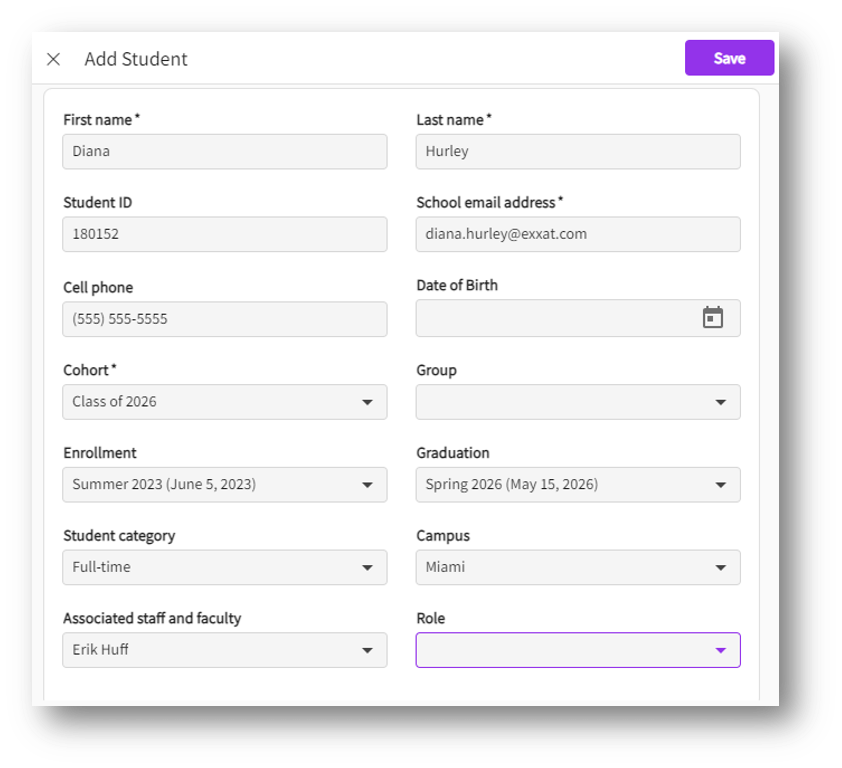 Add Student
Save
First name *
Last name *
Diana
Hurley
Student ID
School email address *
180152
diana.hurley@exxat.com
Cell phone
Date of Birth
(555) 555-5555
Cohort *
Group
Class of 2026
Enrollment
Graduation
Summer 2023 (June 5, 2023)
Spring 2026 (May 15, 2026)
Student category
Campus
Full-time
Miami
Associated staff and faculty
Role
Erik Huff